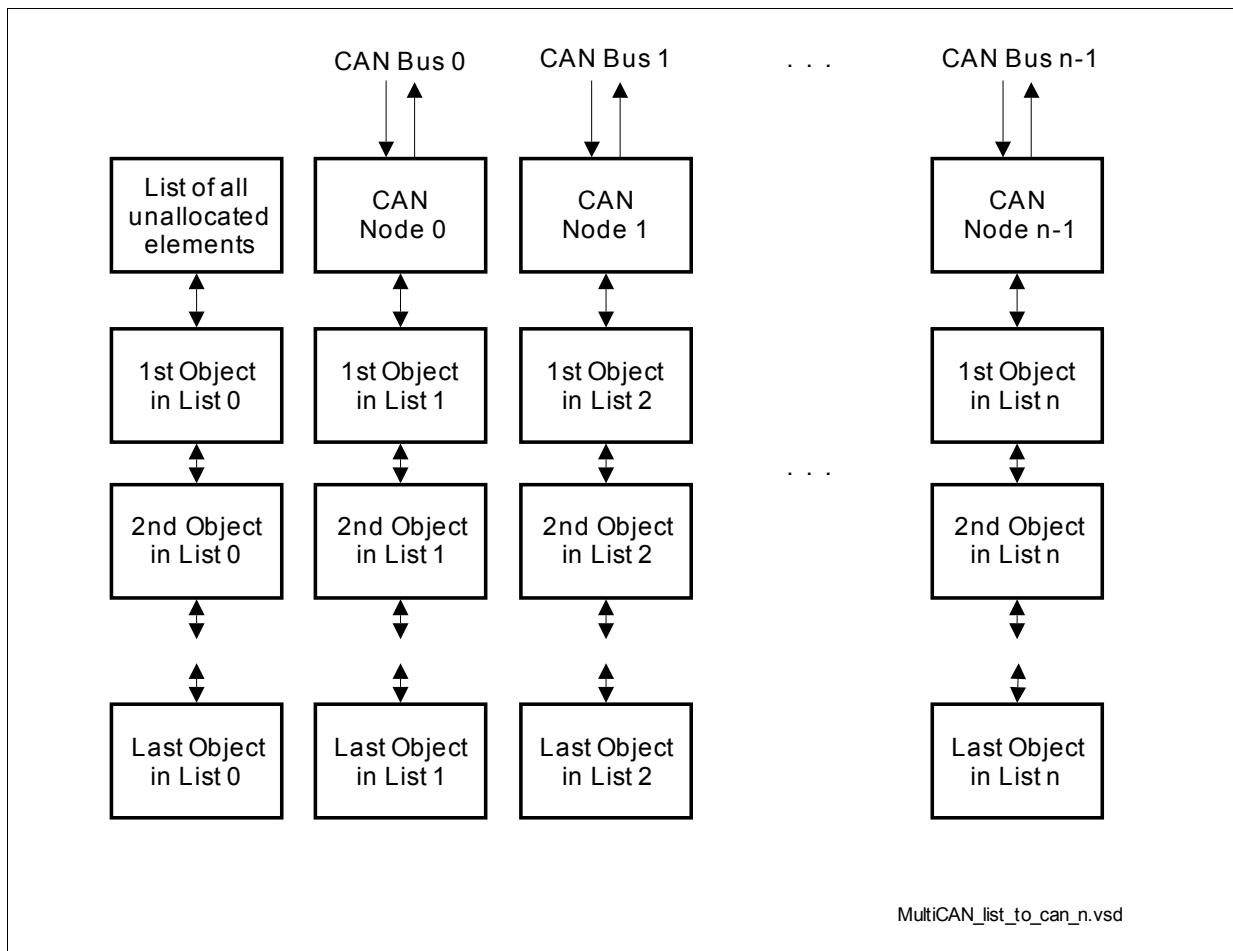 CAN Bus 0
CAN Bus 1
. . .
CAN Bus n-1
List of all
unallocated
elements
CAN
Node 0
CAN
Node 1
CAN
Node n-1
1st Object
in List 0
1st Object
in List 1
1st Object
in List 2
1st Object
in List n
. . .
2nd Object
in List 0
2nd Object
in List 1
2nd Object
in List 2
2nd Object
in List n
Last Object
in List 0
Last Object
in List 1
Last Object
in List 2
Last Object
in List n
MultiCAN_list_to_can_n.vsd